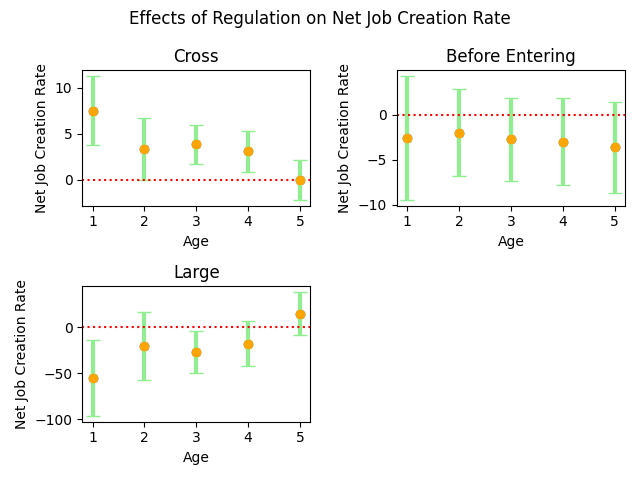 Effects of Regulation on Net Job Creation Rate
Cross
Net Job Creation Rate
10
5
0
1 2 3 4 5
Age
Before Entering
Net Job Creation Rate
0
−5
−10
1 2 3 4 5
Age
Large
Net Job Creation Rate
0
−50
−100
1 2 3 4 5
Age